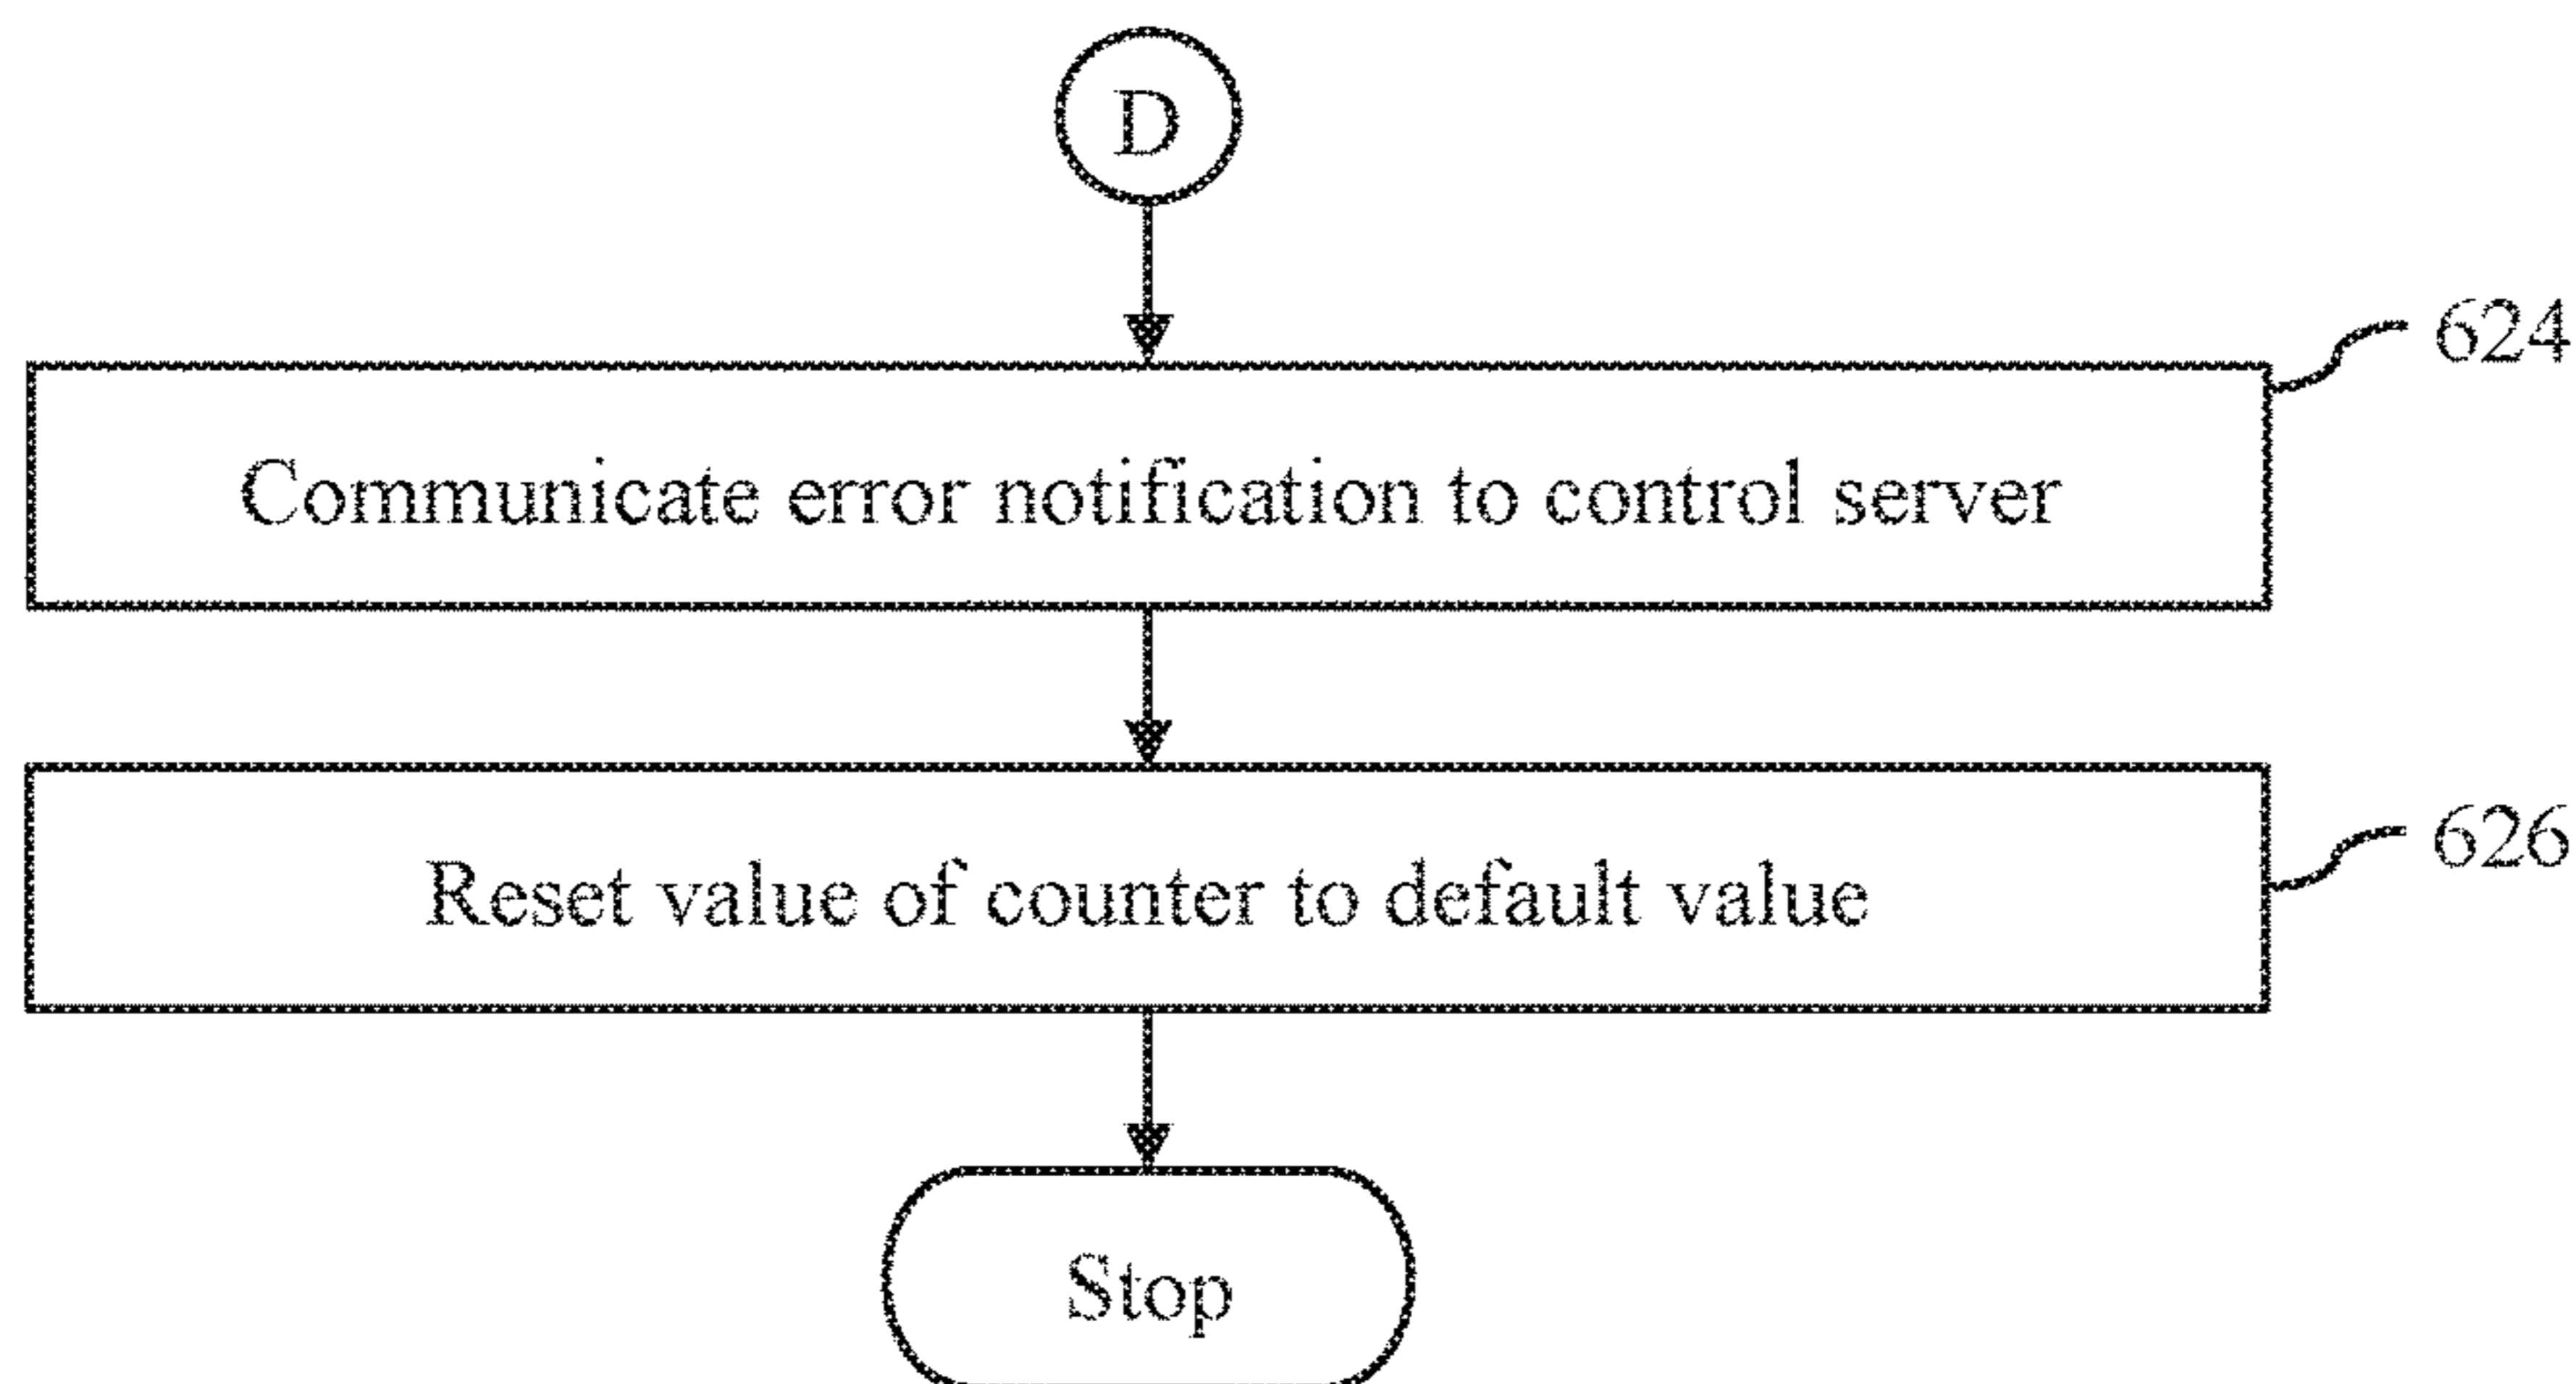 D
624
Communicate error notification to control server
626
Reset value of counter to default value
Stop